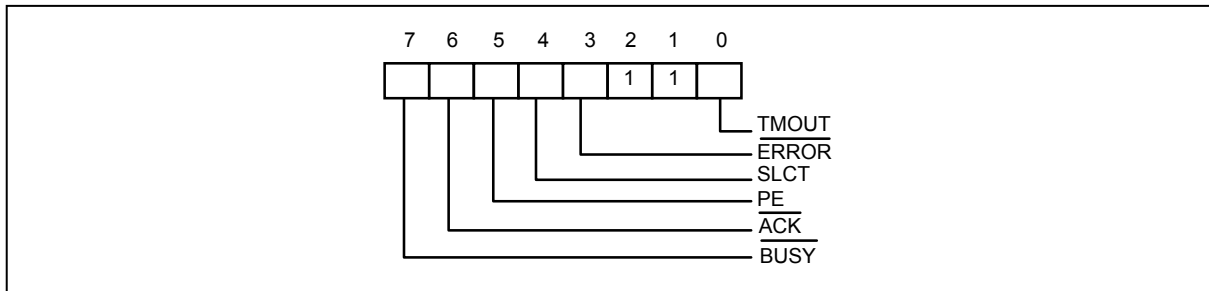 7 6 5 4 3 2 1 0
1 1
TMOUT
ERROR
SLCT
PE
ACK
BUSY